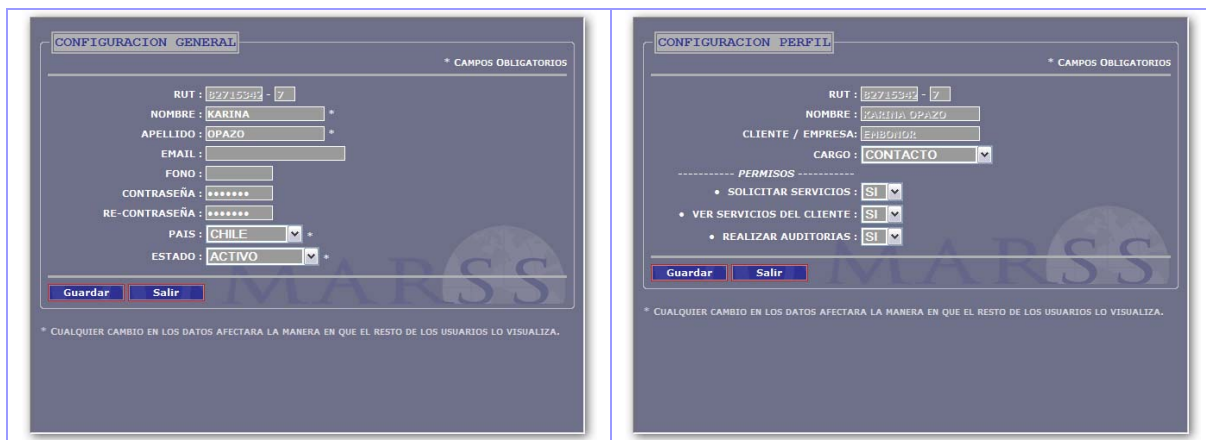 CONFIGURACION GENERAL
* CAMPOS OBLIGATORIOS
RUT : 82715342 - 7
NOMBRE : KARINA *
APELLIDO : OPAZO *
EMAIL :
FONO :
CONTRASEÑA : •••••••
RE-CONTRASEÑA : •••••••
PAIS : CHILE *
ESTADO : ACTIVO *
Guardar Salir
MARSS
* CUALQUIER CAMBIO EN LOS DATOS AFECTARA LA MANERA EN QUE EL RESTO DE LOS USUARIOS LO VISUALIZA.
CONFIGURACION PERFIL
* CAMPOS OBLIGATORIOS
RUT : 82715342 - 7
NOMBRE : KARINA OPAZO
CLIENTE / EMPRESA: EMBONOR
CARGO : CONTACTO
----------- PERMISOS -----------
• SOLICITAR SERVICIOS : SI
• VER SERVICIOS DEL CLIENTE : SI
• REALIZAR AUDITORIAS : SI
Guardar Salir
MARSS
* CUALQUIER CAMBIO EN LOS DATOS AFECTARA LA MANERA EN QUE EL RESTO DE LOS USUARIOS LO VISUALIZA.